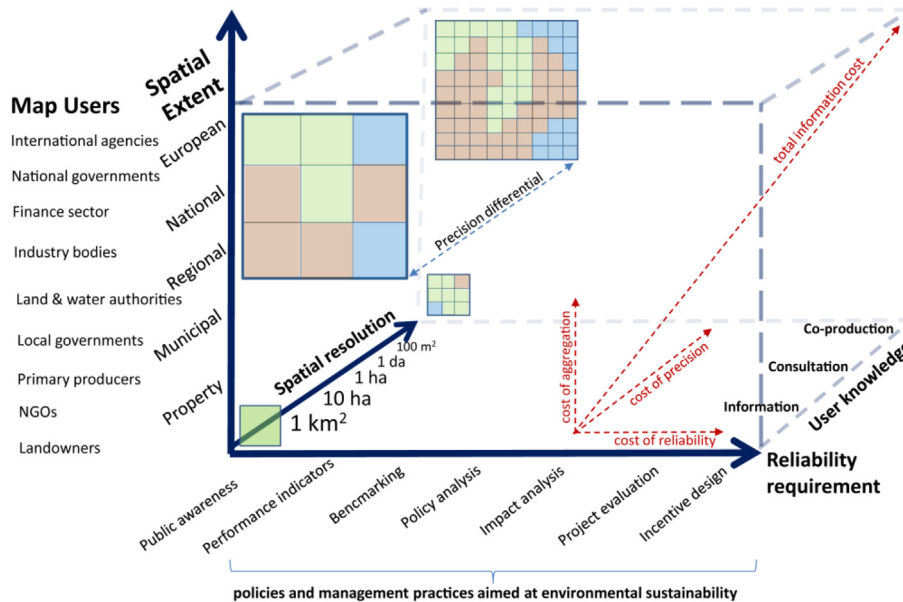 Map Users
International agencies
National governments
Finance sector
Industry bodies
Land & water authorities
Local governments
Primary producers
NGOs
Landowners
Spatial
Extent
European
National
Regional
Municipal
Property
Spatial resolution
100 m²
1 da
1 ha
10 ha
1 km²
Precision differential
total information cost
cost of aggregation
cost of precision
cost of reliability
Co-production
Consultation
Information
User knowledge
Reliability
requirement
Public awareness
Performance indicators
Bencmarking
Policy analysis
Impact analysis
Project evaluation
Incentive design
policies and management practices aimed at environmental sustainability